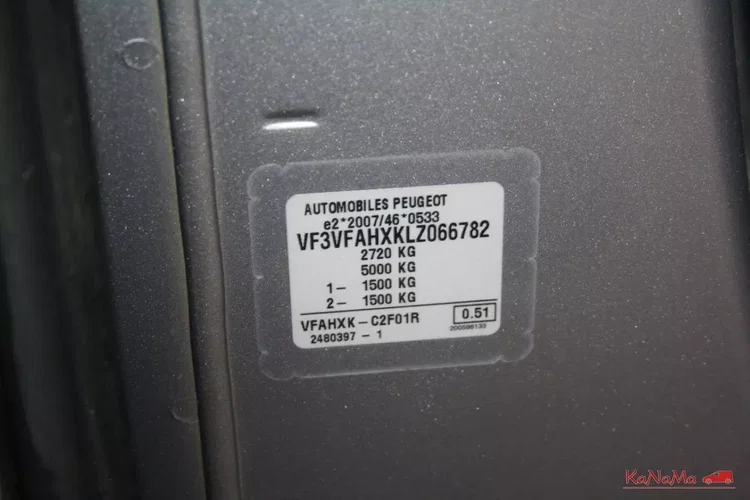 AUTOMOBILES PEUGEOT
e2*2007/46*0533
VF3VFAHXKLZ066782
2720 KG
5000 KG
1- 1500 KG
2- 1500 KG
VFAHXK-C2F01R 0.51
2480397-1
KaNaMa